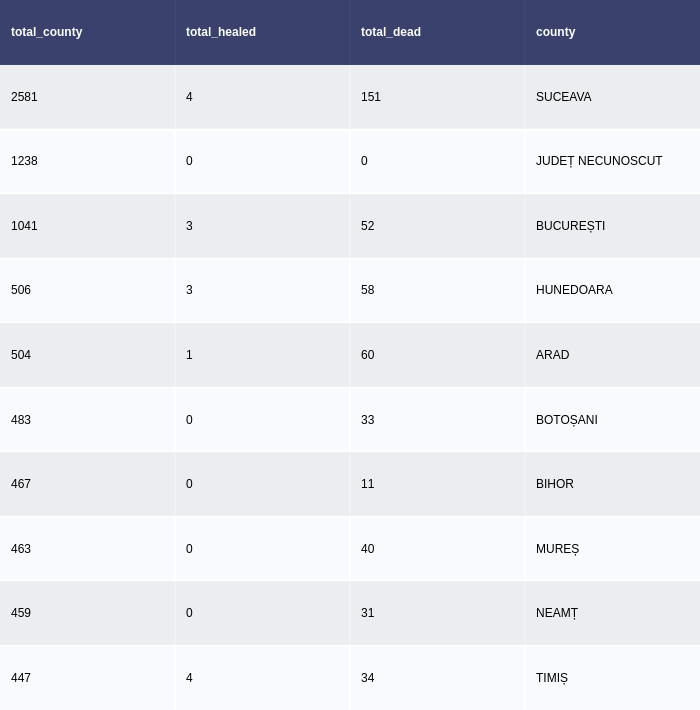 total_county total_healed total_dead county
2581 4 151 SUCEAVA
1238 0 0 JUDEȚ NECUNOSCUT
1041 3 52 BUCUREȘTI
506 3 58 HUNEDOARA
504 1 60 ARAD
483 0 33 BOTOȘANI
467 0 11 BIHOR
463 0 40 MUREȘ
459 0 31 NEAMȚ
447 4 34 TIMIȘ